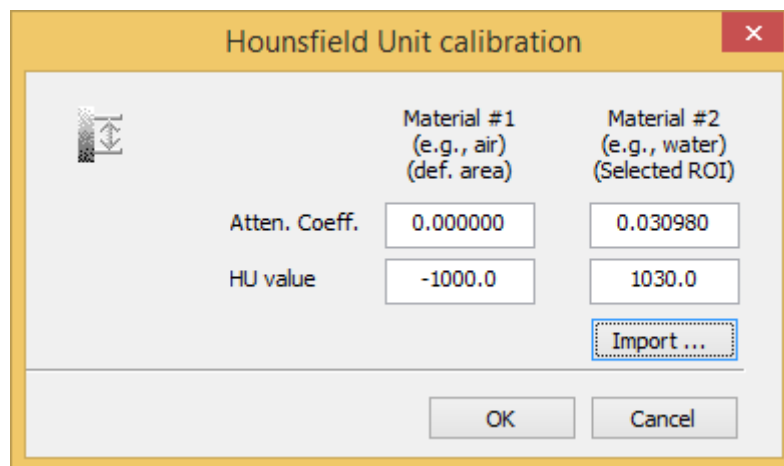 Hounsfield Unit calibration
x
Material #1
(e.g., air)
(def. area)
Material #2
(e.g., water)
(Selected ROI)
Atten. Coeff.
0.000000
0.030980
HU value
-1000.0
1030.0
Import ...
OK
Cancel